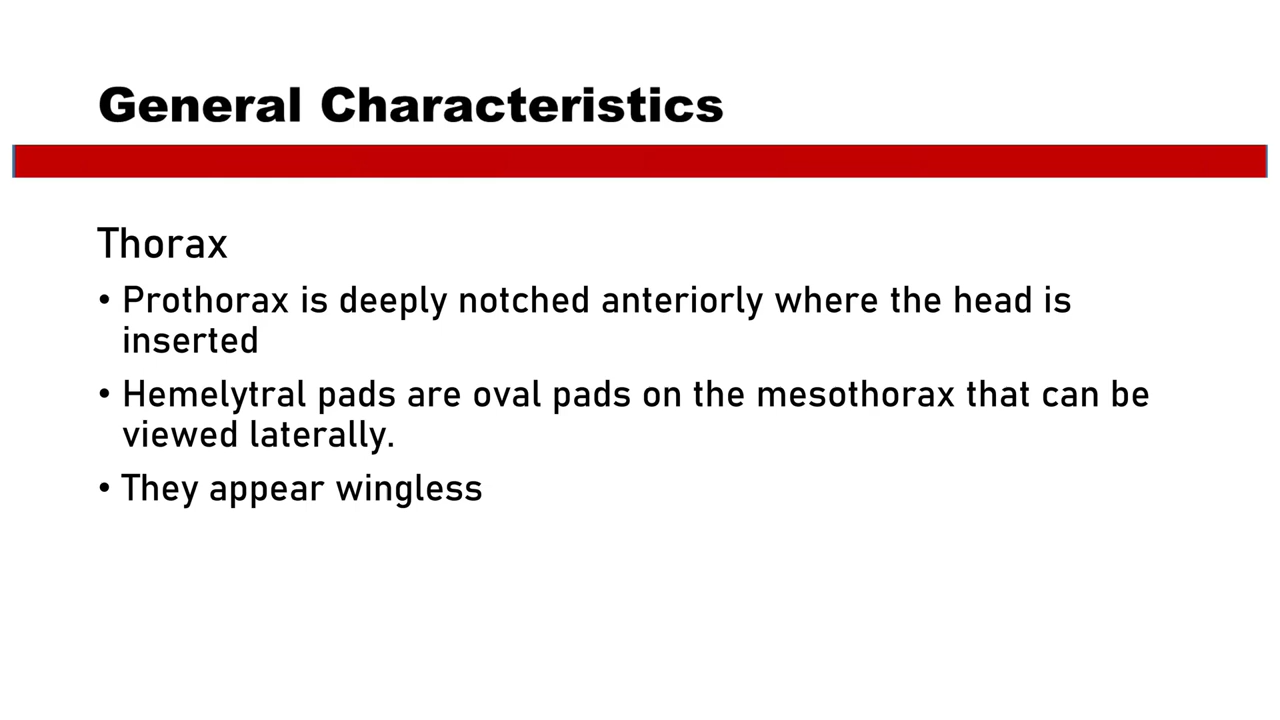 General Characteristics
Thorax
• Prothorax is deeply notched anteriorly where the head is
inserted
• Hemelytral pads are oval pads on the mesothorax that can be
viewed laterally.
• They appear wingless